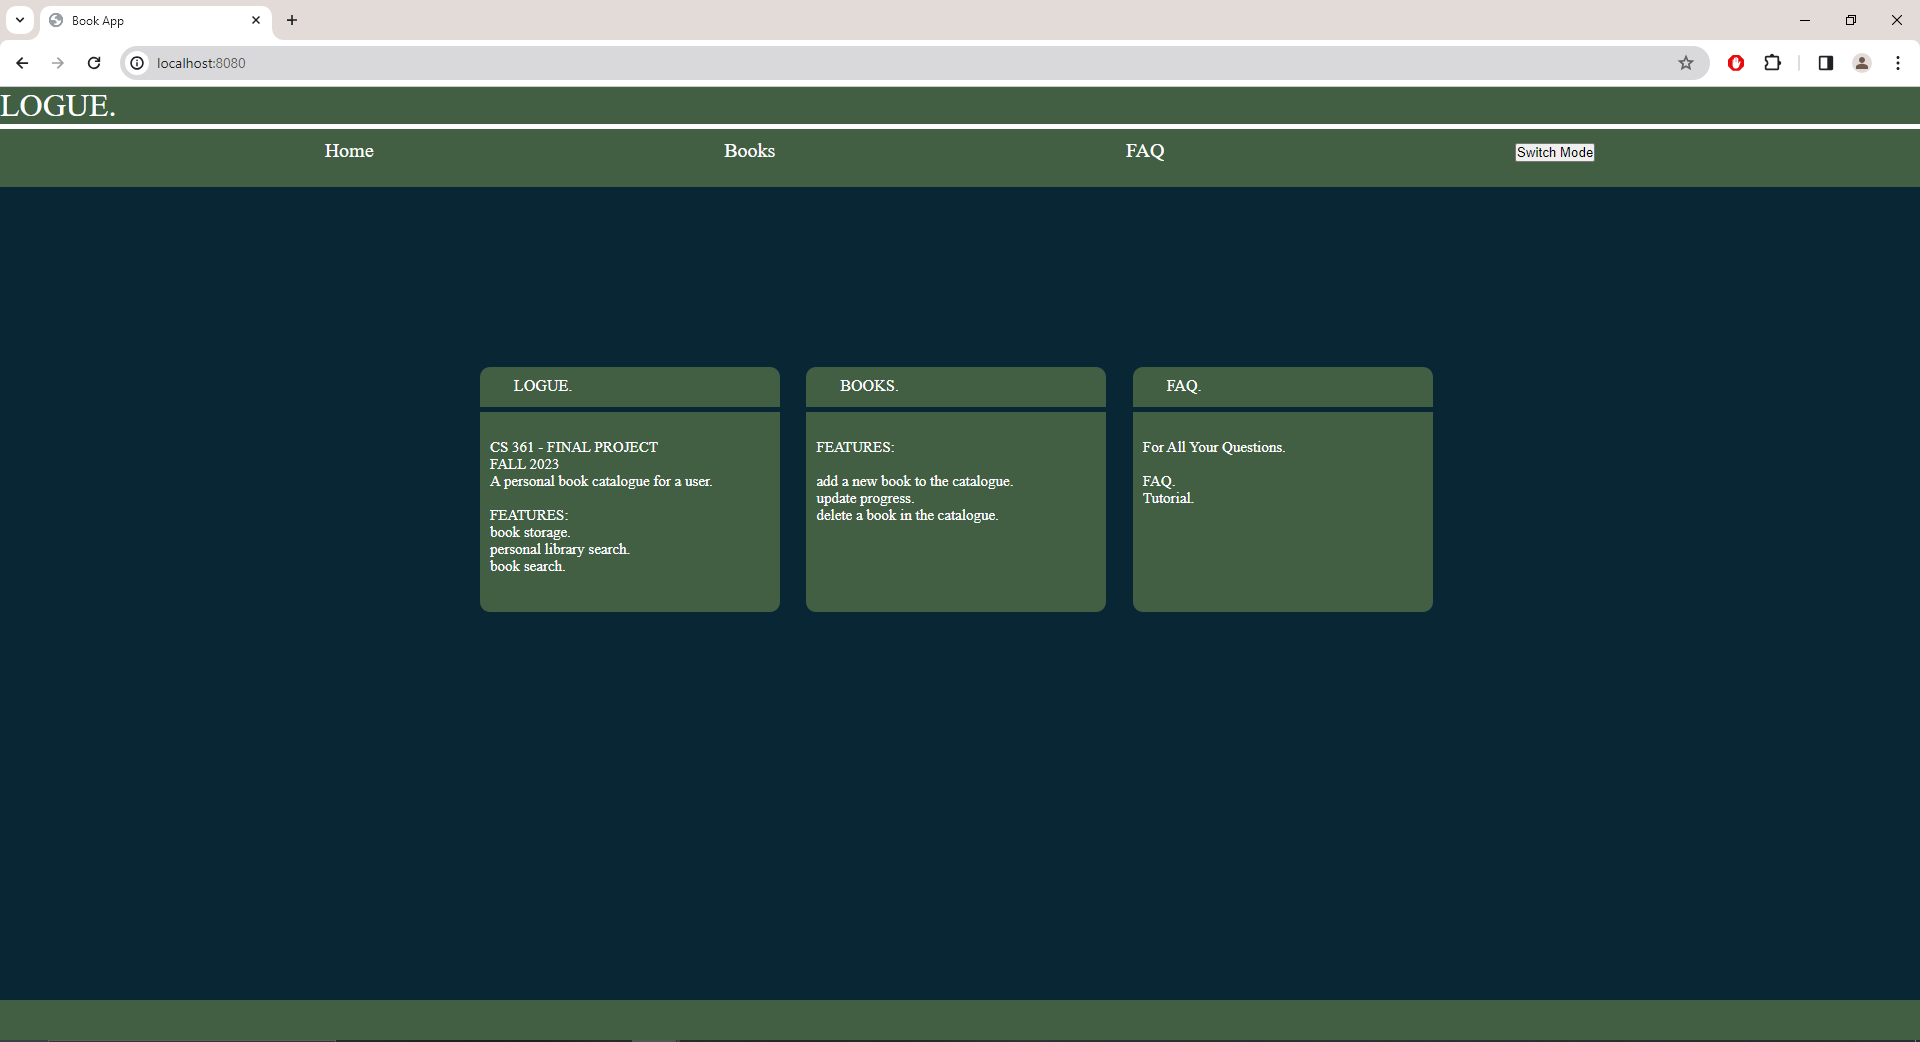 Book App
localhost:8080
LOGUE.
Home Books FAQ Switch Mode
LOGUE.
CS 361 - FINAL PROJECT
FALL 2023
A personal book catalogue for a user.
FEATURES:
book storage.
personal library search.
book search.
BOOKS.
FEATURES:
add a new book to the catalogue.
update progress.
delete a book in the catalogue.
FAQ.
For All Your Questions.
FAQ.
Tutorial.